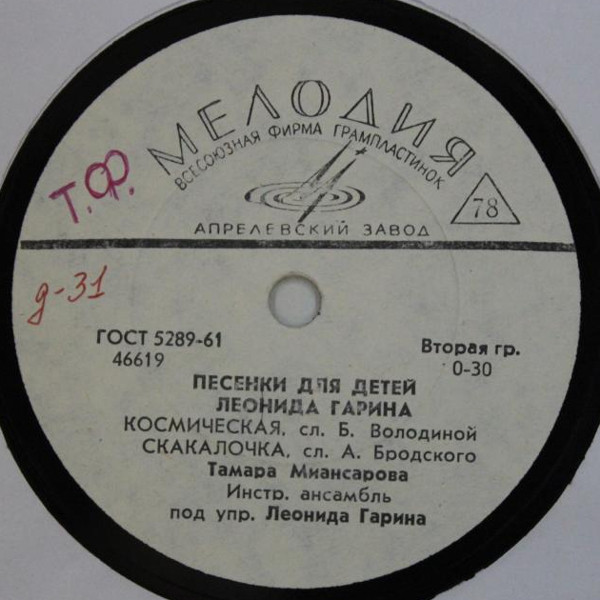 МЕЛОДИЯ
ВСЕСОЮЗНАЯ ФИРМА ГРАМПЛАСТИНОК
Т.Ф.
78
АПРЕЛЕВСКИЙ ЗАВОД
д-31
ГОСТ 5289-61
46619
Вторая гр.
0-30
ПЕСЕНКИ ДЛЯ ДЕТЕЙ
ЛЕОНИДА ГАРИНА
КОСМИЧЕСКАЯ, сл. Б. Володиной
СКАКАЛОЧКА, сл. А. Бродского
Тамара Миансарова
Инстр. ансамбль
под упр. Леонида Гарина